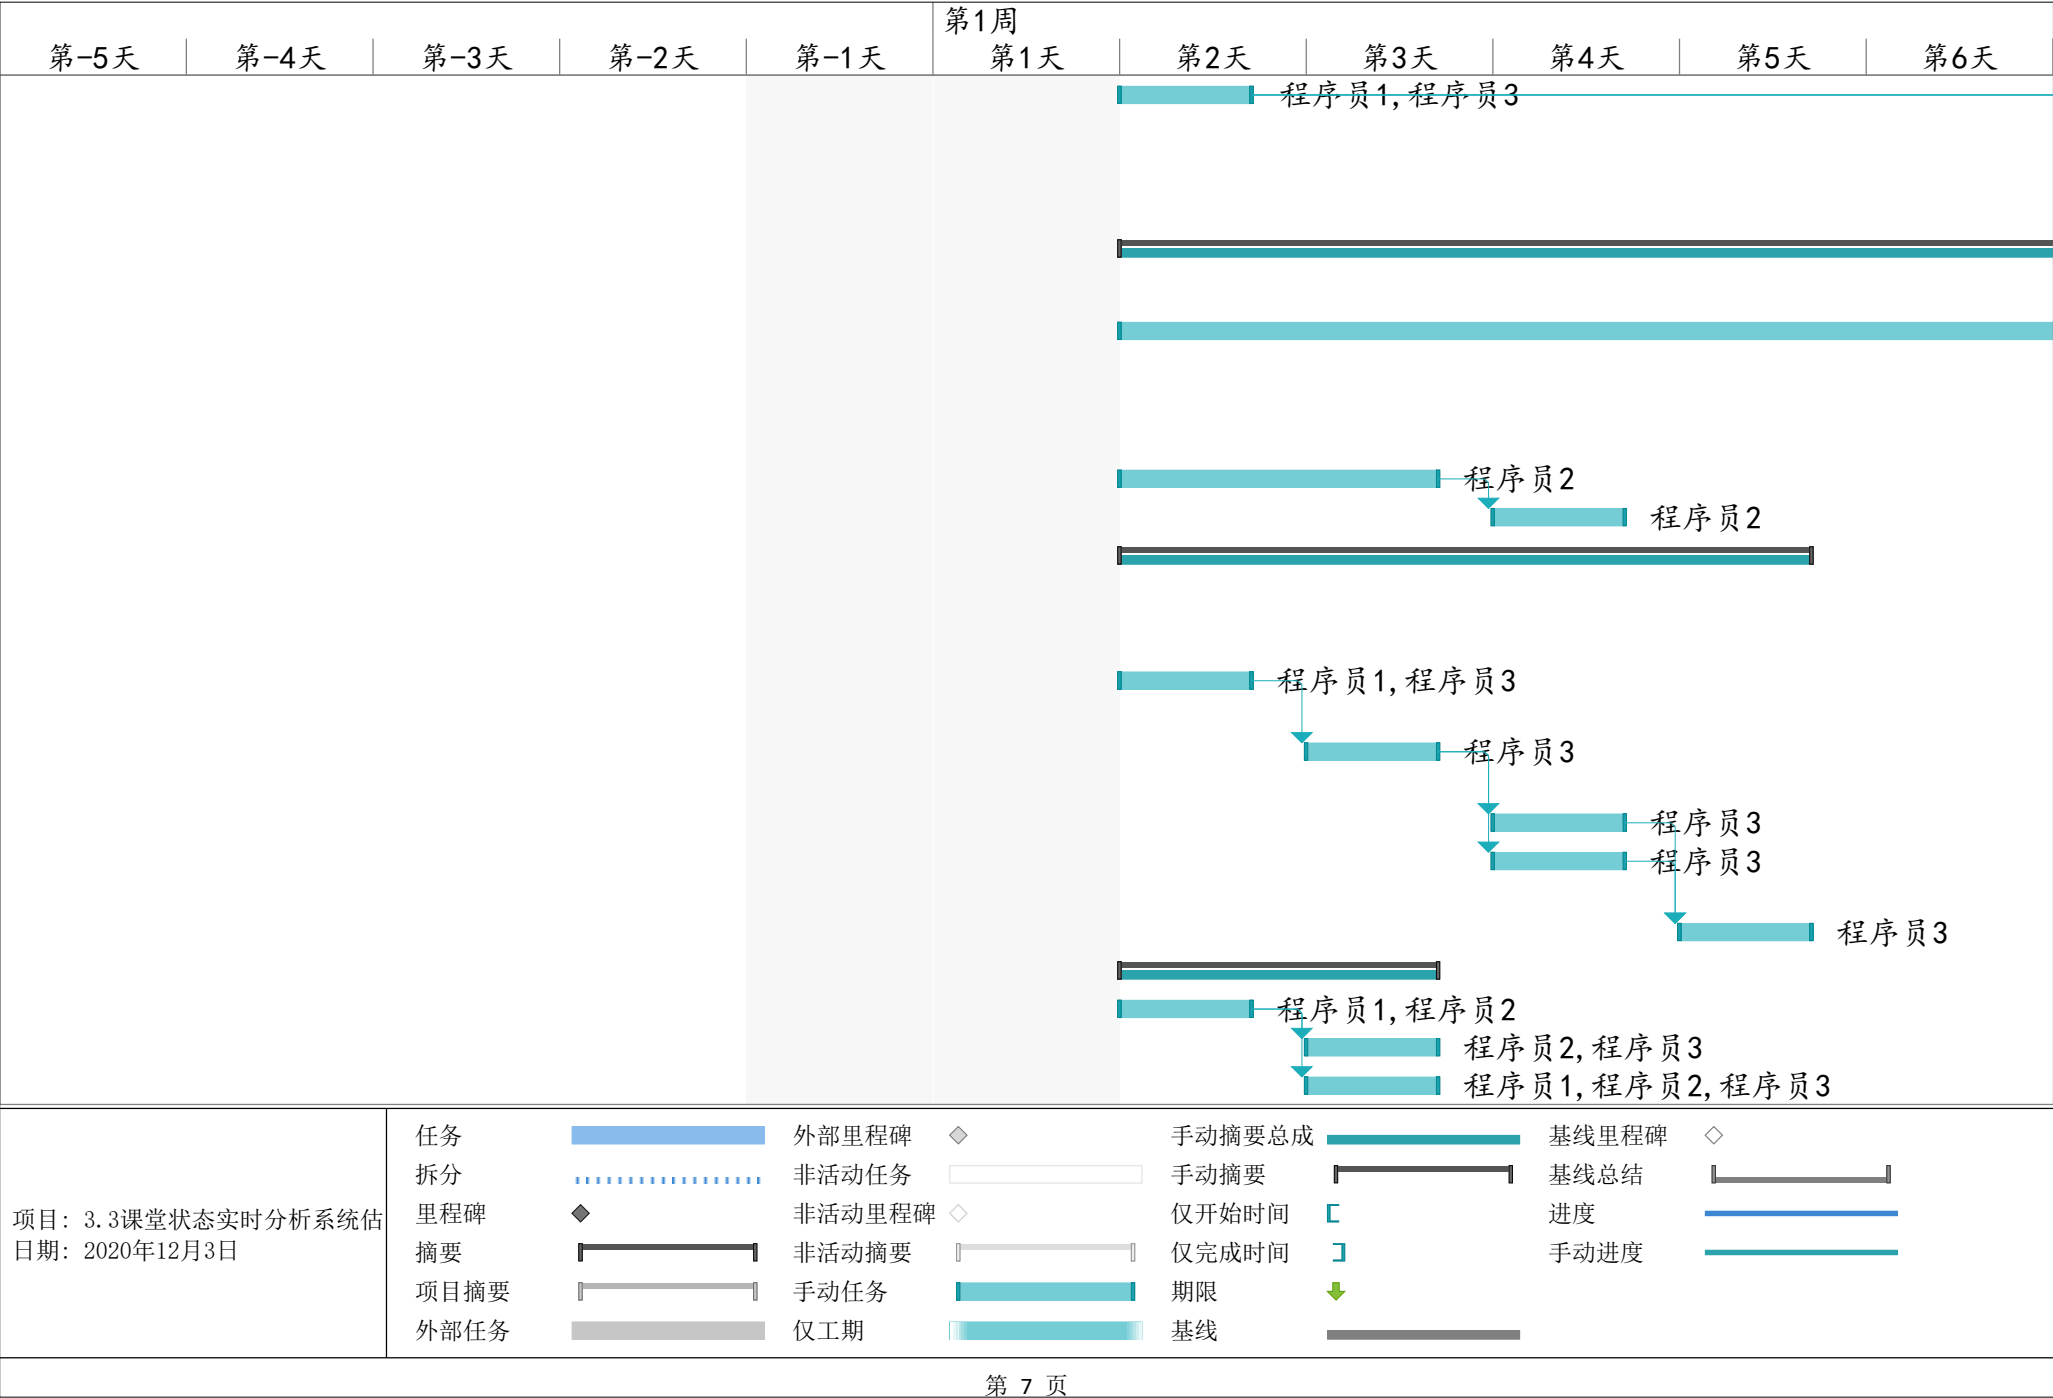 第1周
第-5天 第-4天 第-3天 第-2天 第-1天 第1天 第2天 第3天 第4天 第5天 第6天
程序员1,程序员3
程序员2
程序员2
程序员1,程序员3
程序员3
程序员3
程序员3
程序员3
程序员1,程序员2
程序员2,程序员3
程序员1,程序员2,程序员3
项目: 3.3课堂状态实时分析系统估
日期: 2020年12月3日
任务 外部里程碑 手动摘要总成 基线里程碑
拆分 非活动任务 手动摘要 基线总结
里程碑 非活动里程碑 仅开始时间 进度
摘要 非活动摘要 仅完成时间 手动进度
项目摘要 手动任务 期限
外部任务 仅工期 基线
第 7 页